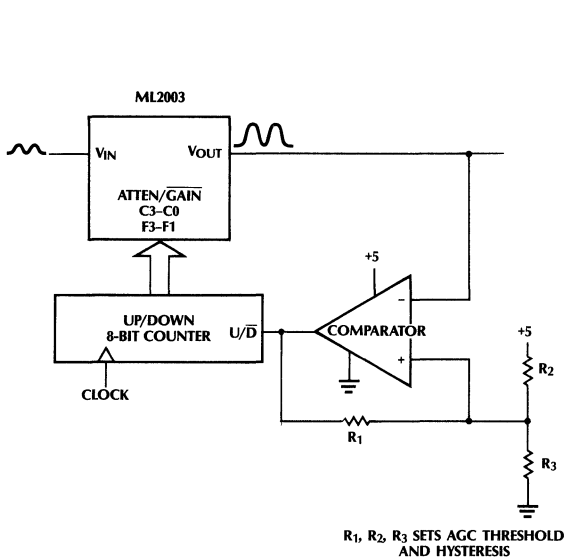 ML2003
VIN
VOUT
ATTEN/GAIN
C3–C0
F3–F1
+5
−
COMPARATOR
+
UP/DOWN
8-BIT COUNTER
U/D
CLOCK
+5
R2
R1
R3
R1, R2, R3 SETS AGC THRESHOLD
AND HYSTERESIS